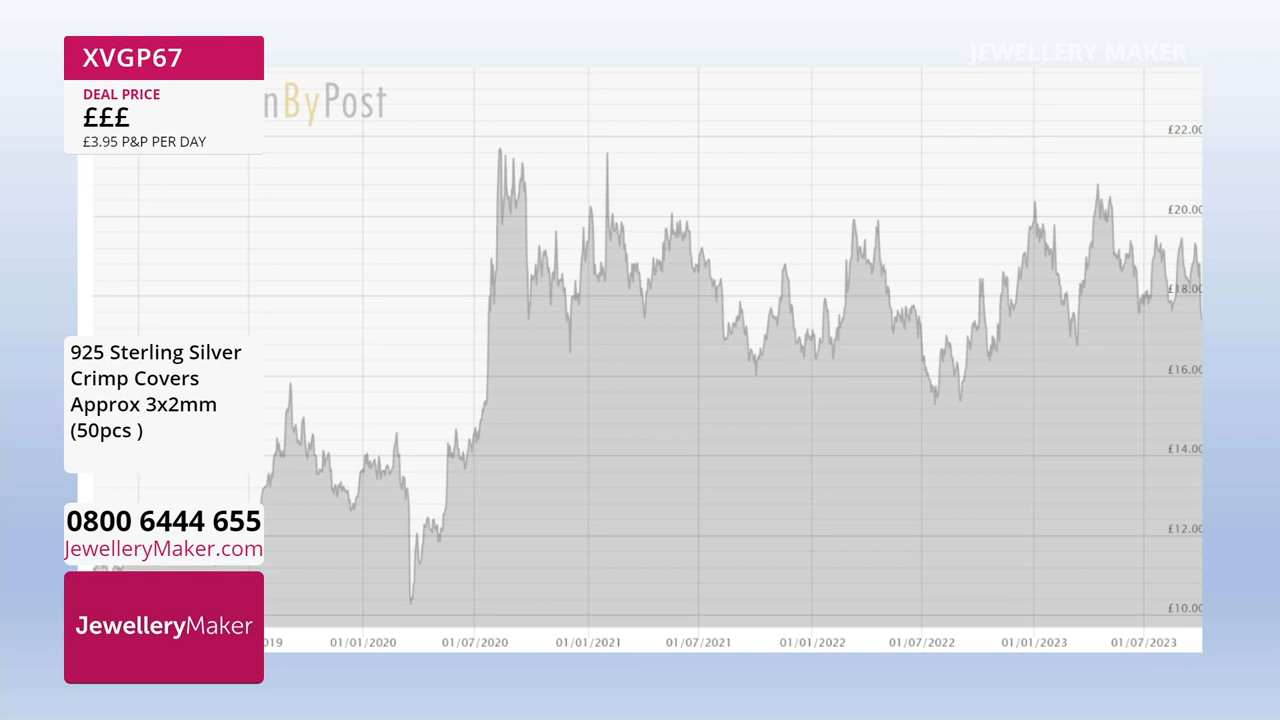 XVGP67
DEAL PRICE
£££
£3.95 P&P PER DAY
JEWELLERY MAKER
nByPost
£22.00
£20.00
£18.00
£16.00
£14.00
£12.00
£10.00
925 Sterling Silver
Crimp Covers
Approx 3x2mm
(50pcs )
0800 6444 655
JewelleryMaker.com
JewelleryMaker
019 01/01/2020 01/07/2020 01/01/2021 01/07/2021 01/01/2022 01/07/2022 01/01/2023 01/07/2023